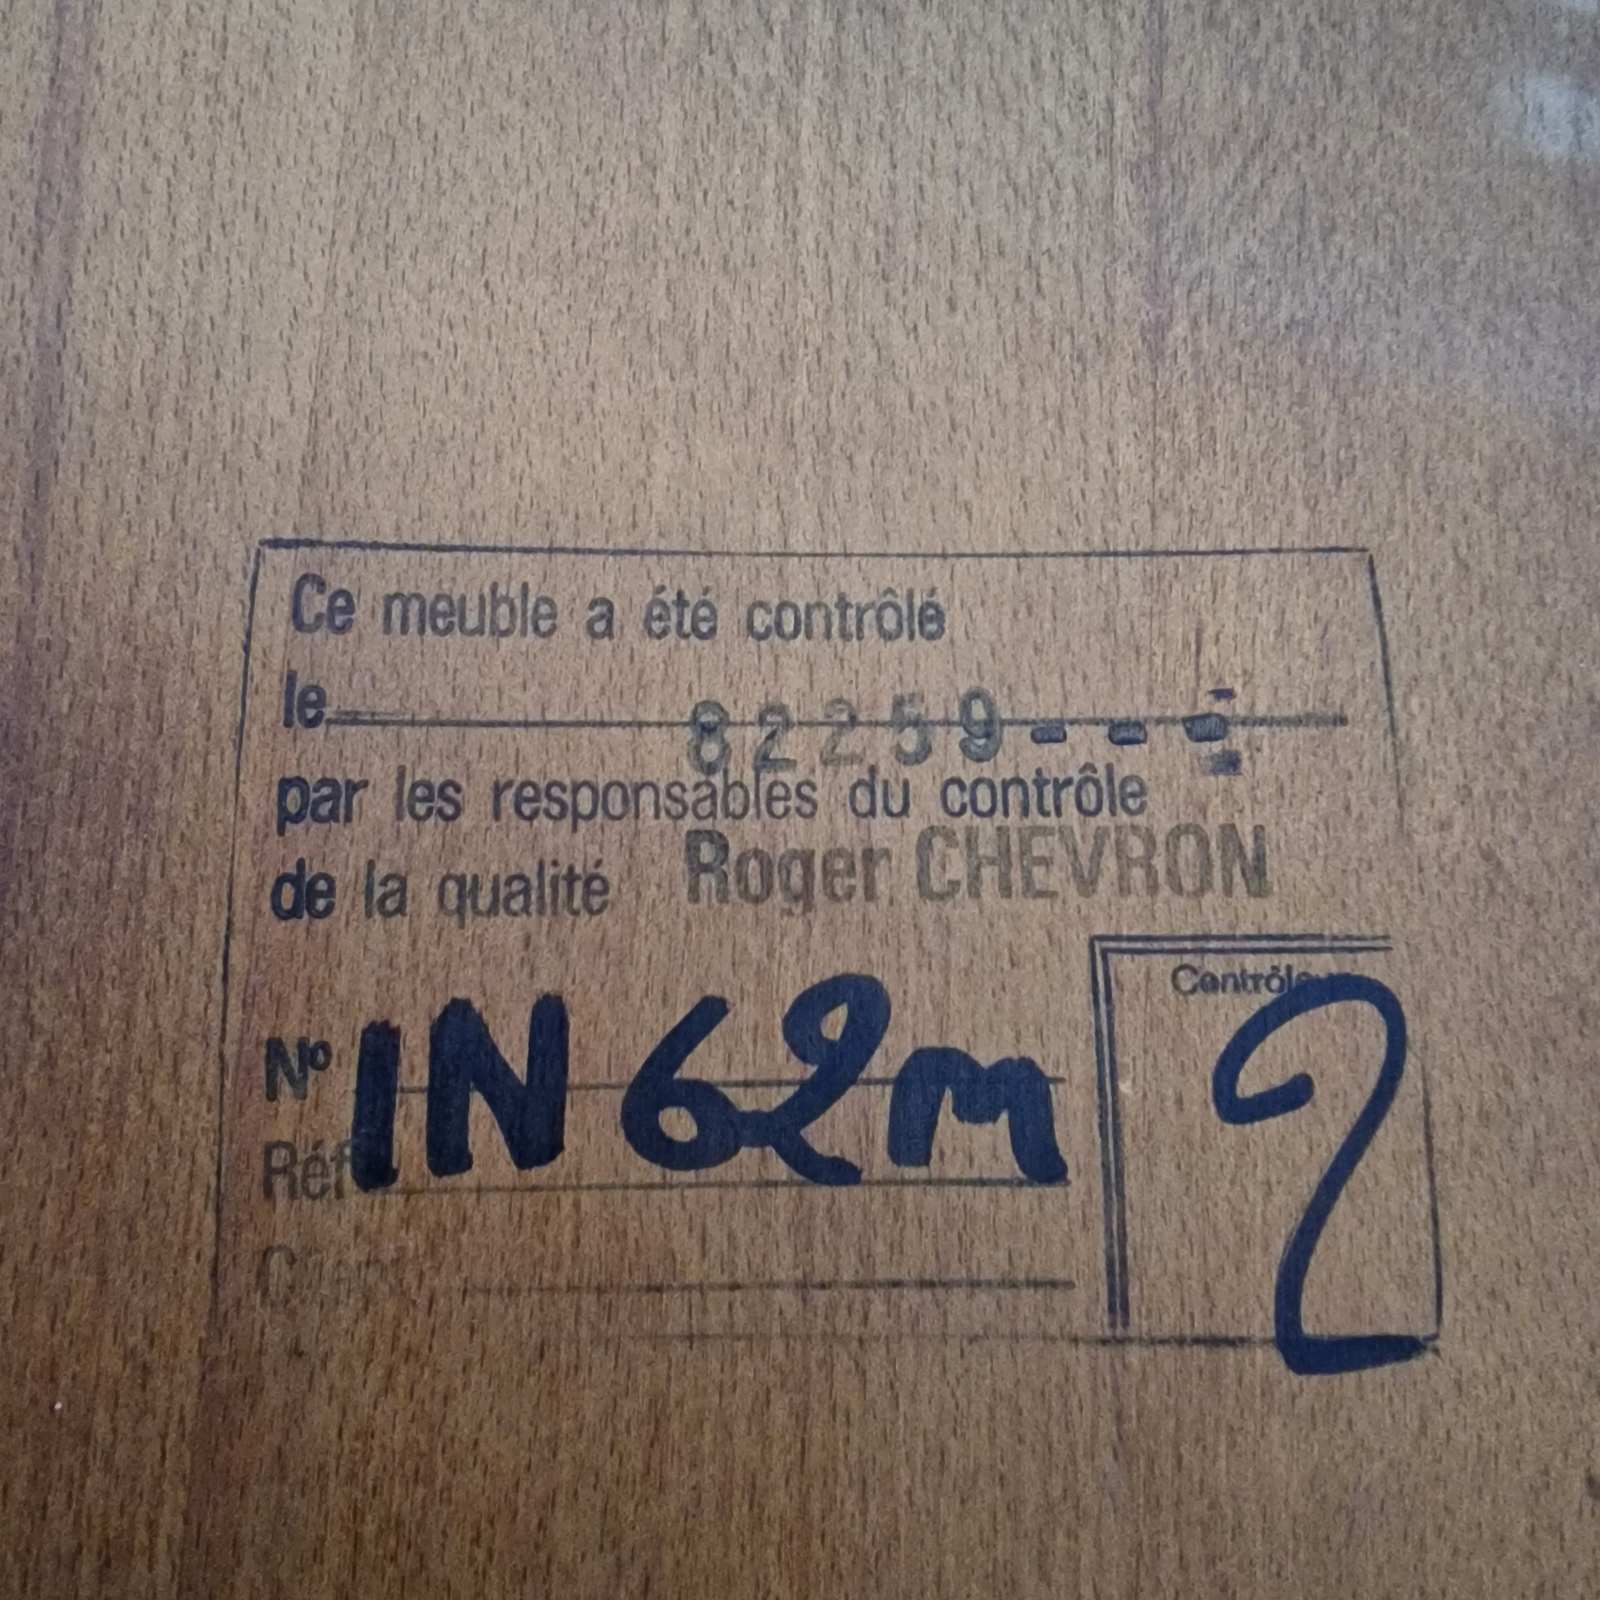 Ce meuble a été contrôlé
le 82259---
par les responsables du contrôle
de la qualité Roger CHEVRON
Contrôle
N° IN 62m
Réf
2